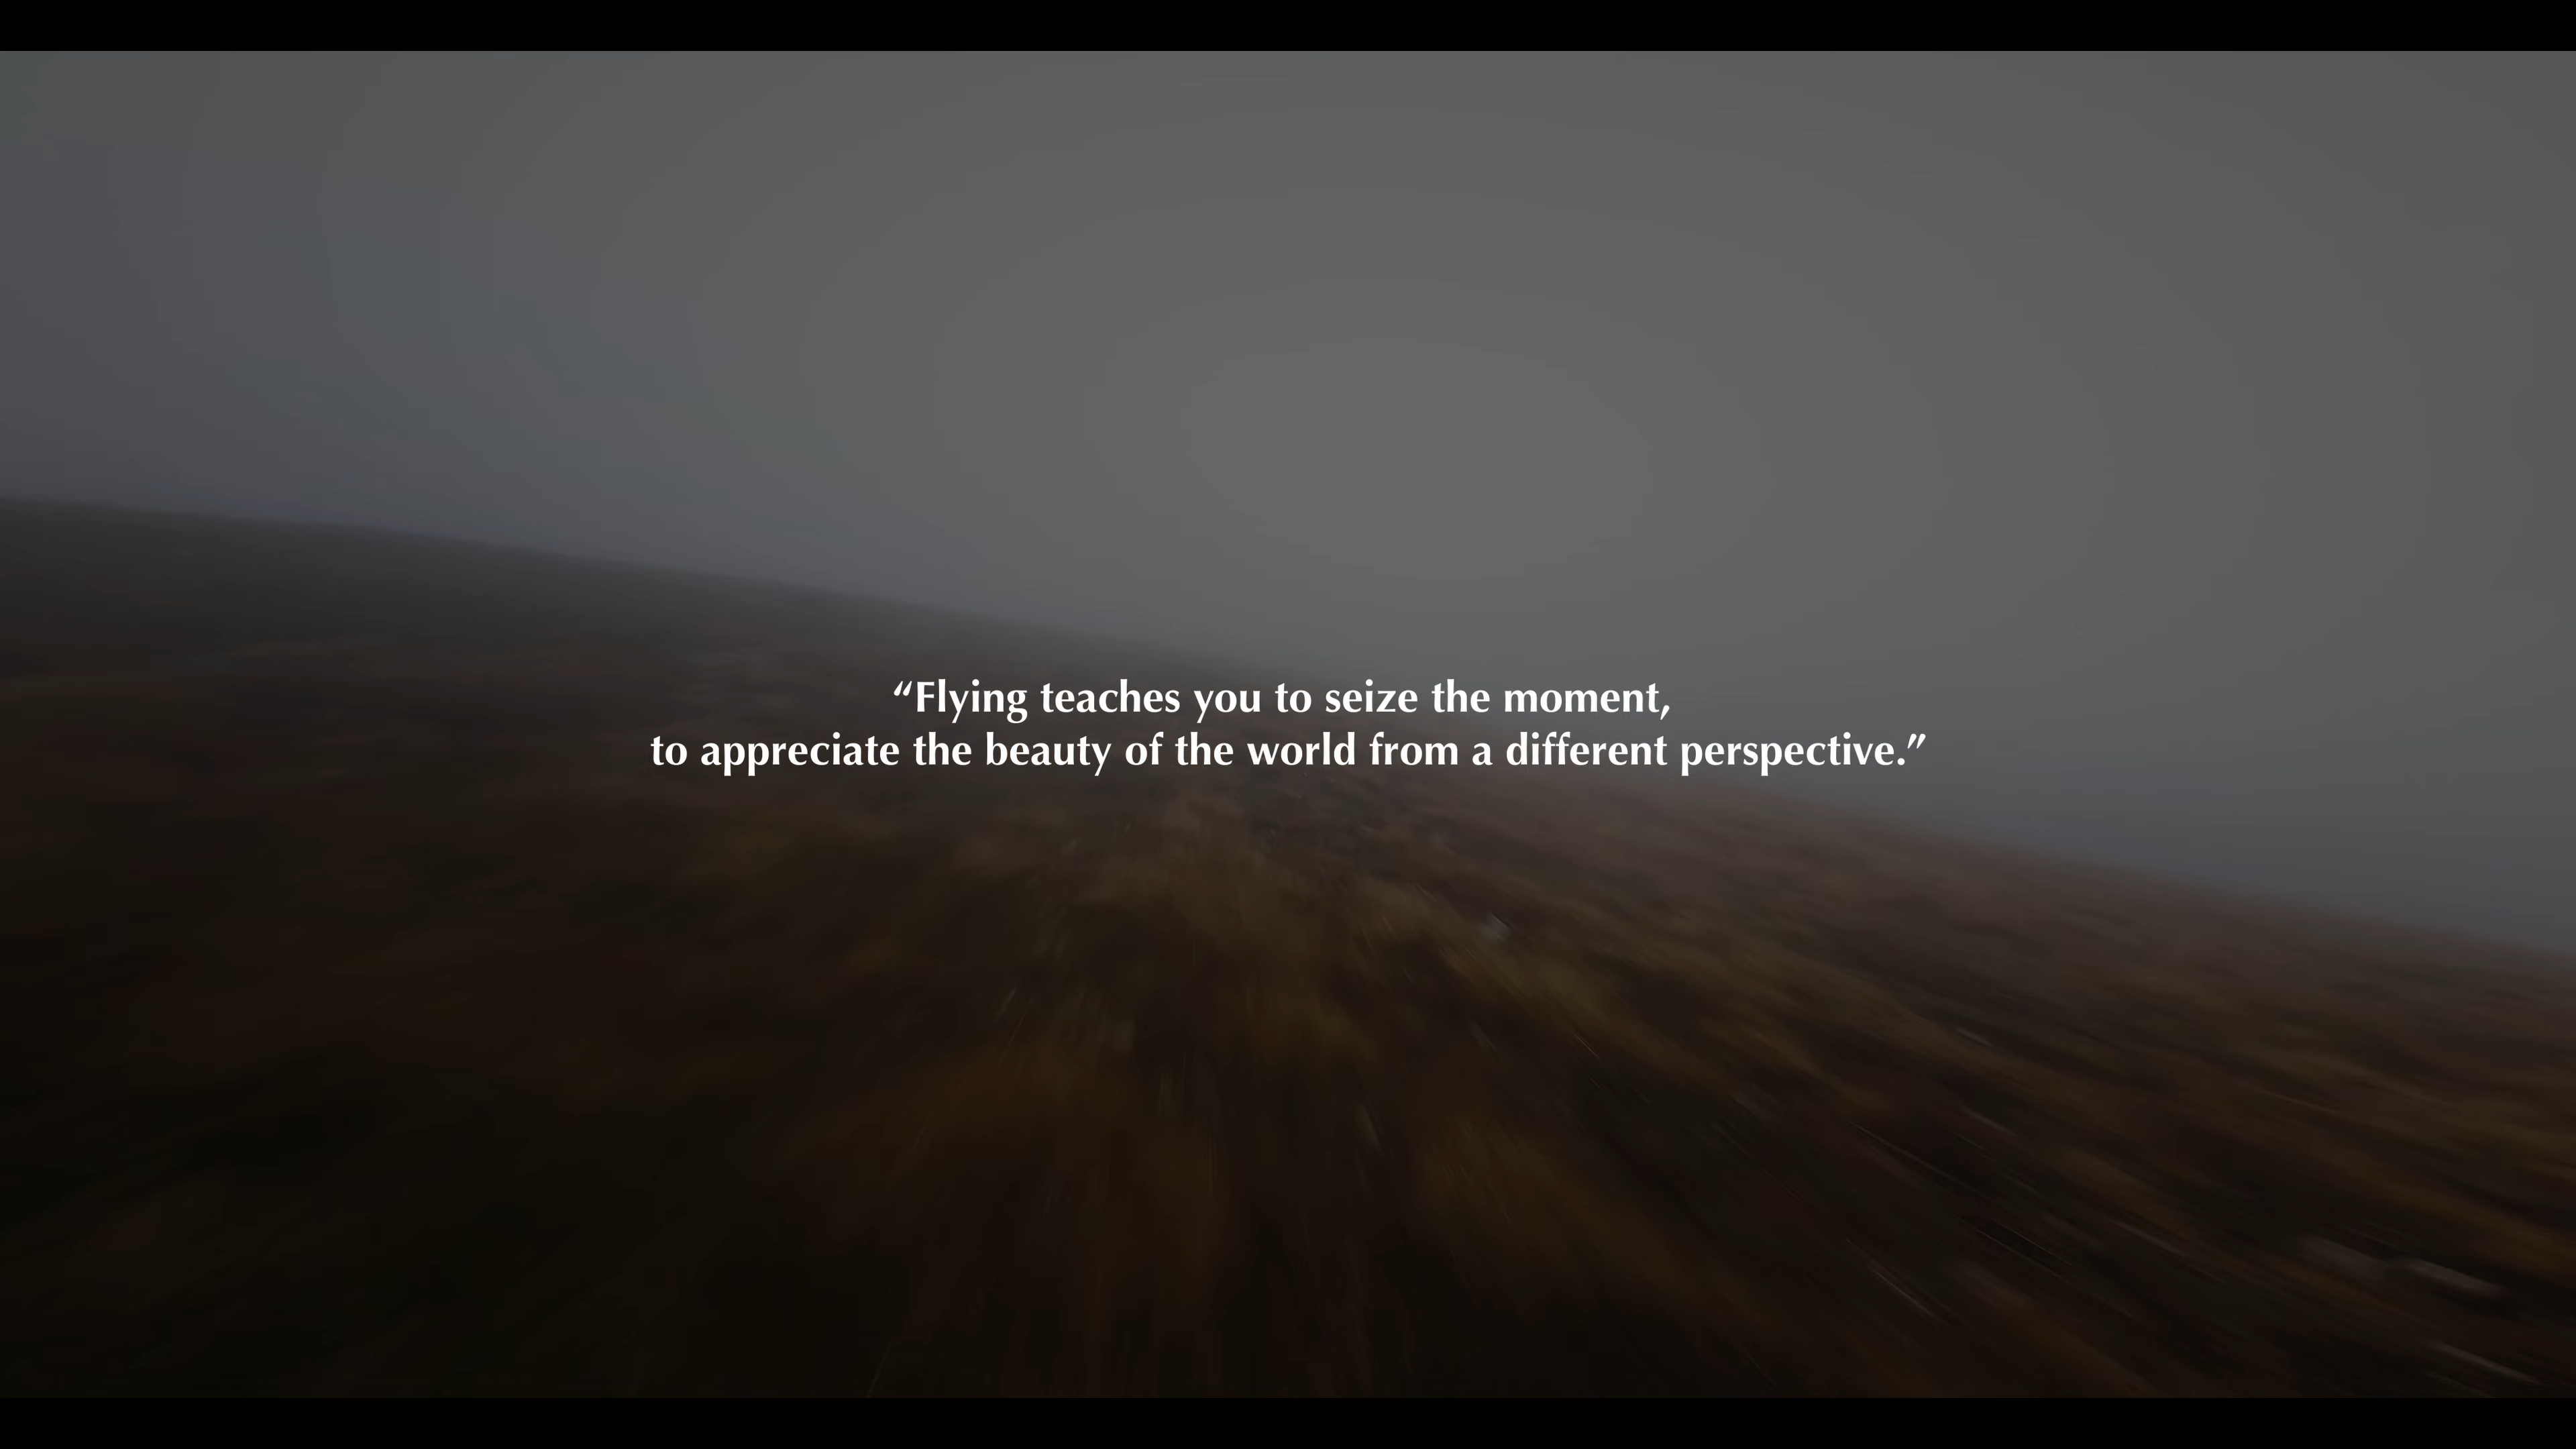 “Flying teaches you to seize the moment,
to appreciate the beauty of the world from a different perspective.”